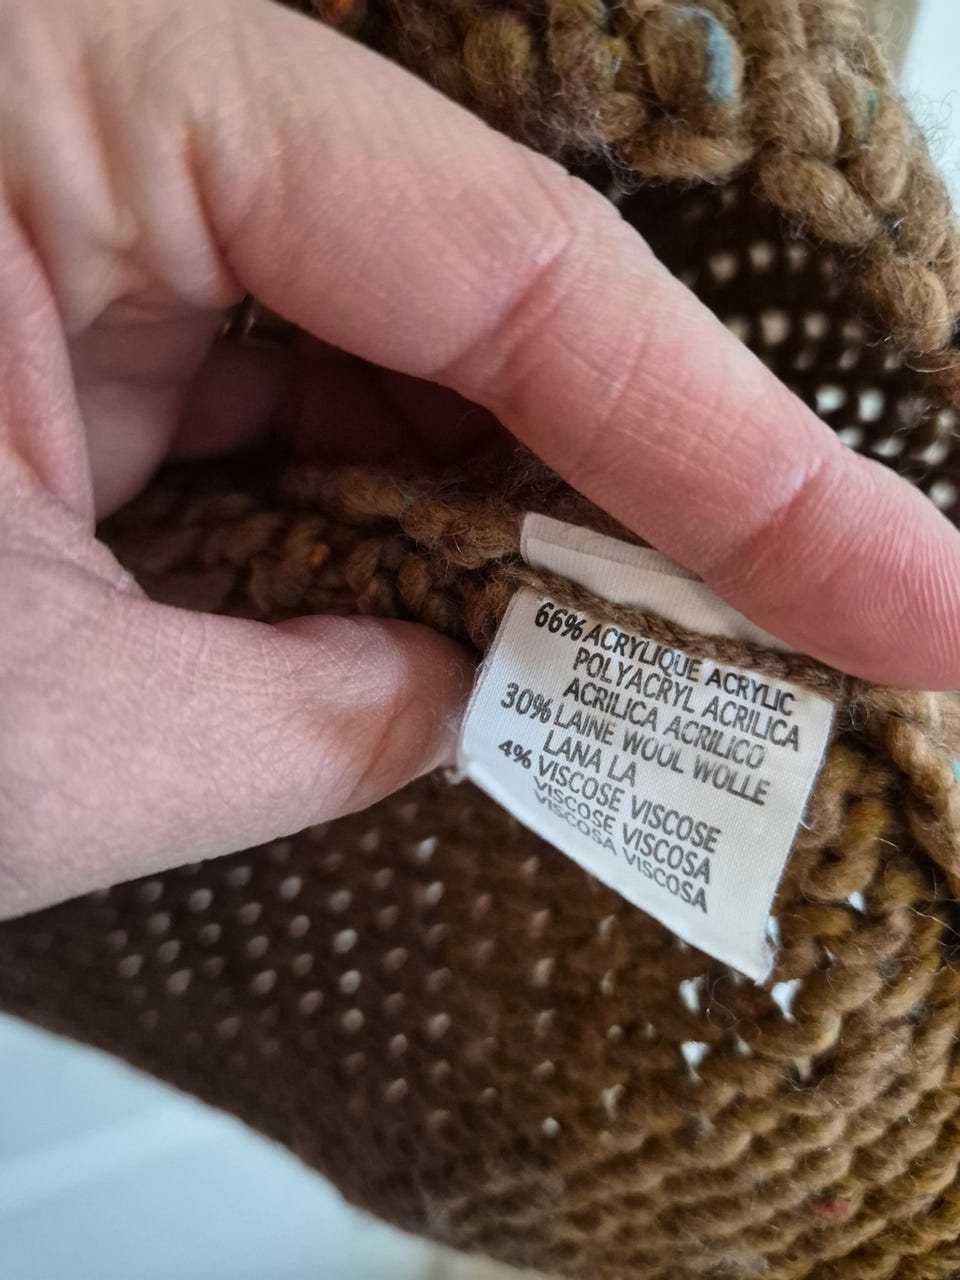 66% ACRYLIQUE ACRYLIC
POLYACRYL ACRILICA
ACRILICA ACRILICO
30% LAINE WOOL WOLLE
LANA LA
4% VISCOSE VISCOSE
VISCOSE VISCOSA
VISCOSA VISCOSA